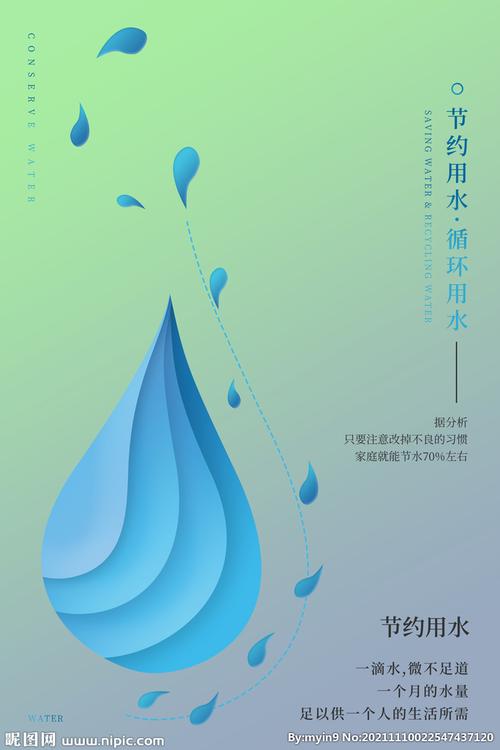 CONSERVE WATER
节约用水·循环用水
SAVING WATER & RECYCLING WATER
据分析
只要注意改掉不良的习惯
家庭就能节水70%左右
节约用水
一滴水,微不足道
一个月的水量
足以供一个人的生活所需
WATER
昵图网 www.nipic.com
By:myin9 No:20211110022547437120